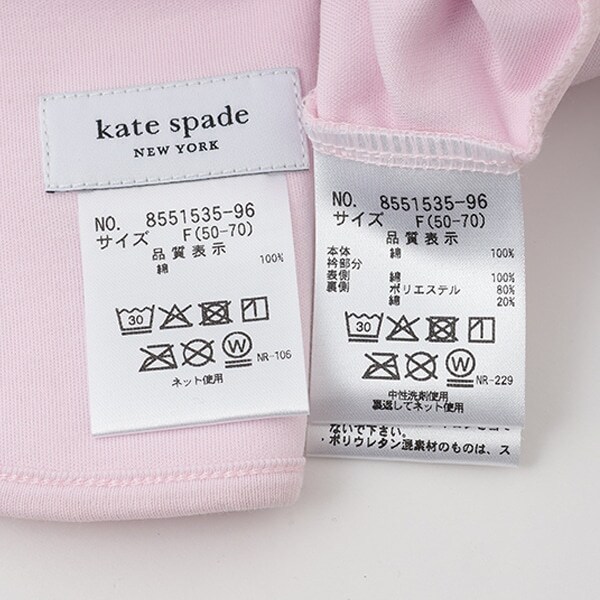 kate spade
NEW YORK
NO. 8551535-96
サイズ F(50-70)
品質表示
綿 100%
30
W
NR-106
ネット使用
NO. 8551535-96
サイズ F(50-70)
品質表示
本体 綿 100%
衿部分
表側 綿 100%
裏側 ポリエステル 80%
綿 20%
30
W
NR-229
中性洗剤使用
裏返してネット使用
ないで下さい。
・ポリウレタン混素材のものは、ス